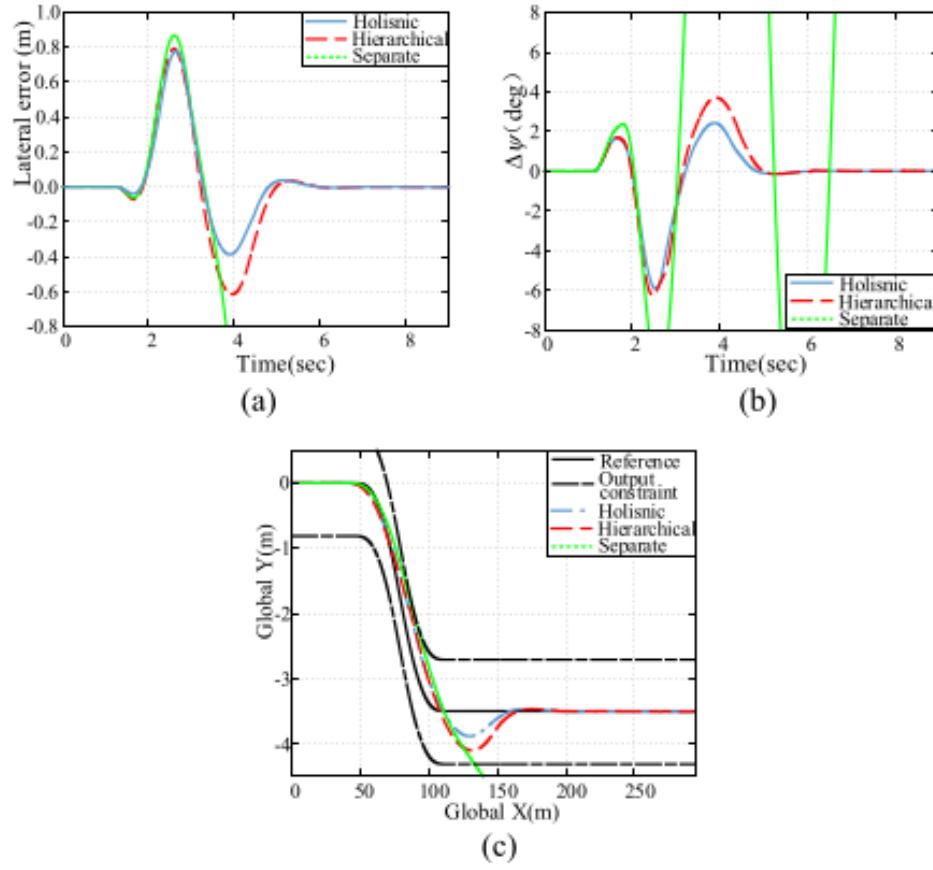 1.0
0.8
0.6
0.4
0.2
0.0
-0.2
-0.4
-0.6
-0.8
Lateral error (m)
Holisnic
Hierarchical
Separate
0 2 4 6 8
Time(sec)
(a)
8
6
4
2
0
-2
-4
-6
-8
Δψ(deg)
Holisnic
Hierarchical
Separate
0 2 4 6 8
Time(sec)
(b)
0
-1
-2
-3
-4
Global Y(m)
Reference
Output
constraint
Holisnic
Hierarchical
Separate
0 50 100 150 200 250
Global X(m)
(c)